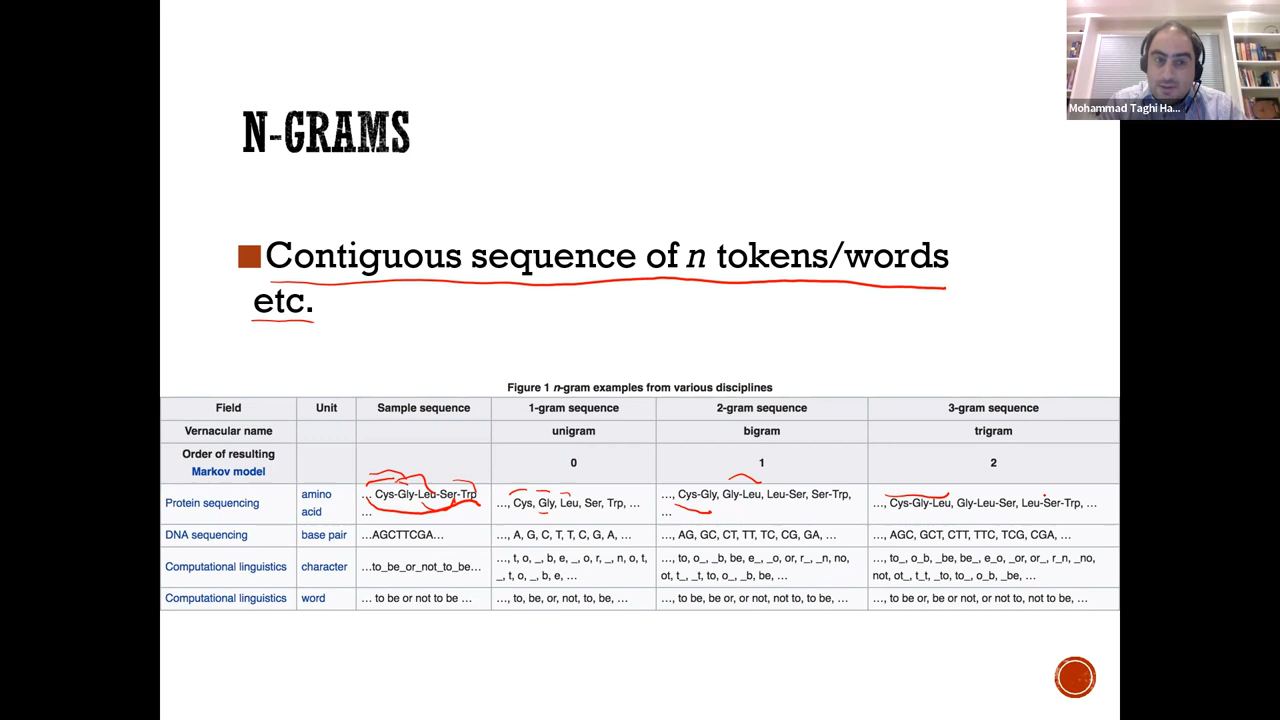 Mohammad Taghi Ha...
N-GRAMS
Contiguous sequence of n tokens/words
etc.
Figure 1 n-gram examples from various disciplines
Field Unit Sample sequence 1-gram sequence 2-gram sequence 3-gram sequence
Vernacular name unigram bigram trigram
Order of resulting
Markov model 0 1 2
Protein sequencing amino acid … Cys-Gly-Leu-Ser-Trp … …, Cys, Gly, Leu, Ser, Trp, … …, Cys-Gly, Gly-Leu, Leu-Ser, Ser-Trp, … …, Cys-Gly-Leu, Gly-Leu-Ser, Leu-Ser-Trp, …
DNA sequencing base pair …AGCTTCGA… …, A, G, C, T, T, C, G, A, … …, AG, GC, CT, TT, TC, CG, GA, … …, AGC, GCT, CTT, TTC, TCG, CGA, …
Computational linguistics character …to_be_or_not_to_be… …, t, o, _, b, e, _, o, r, _, n, o, t, _, t, o, _, b, e, … …, to, o_, _b, be, e_, _o, or, r_, _n, no, ot, t_, _t, to, o_, _b, be, … …, to_, o_b, _be, be_, e_o, _or, or_, r_n, _no, not, ot_, t_t, _to, to_, o_b, _be, …
Computational linguistics word … to be or not to be … …, to, be, or, not, to, be, … …, to be, be or, or not, not to, to be, … …, to be or, be or not, or not to, not to be, …